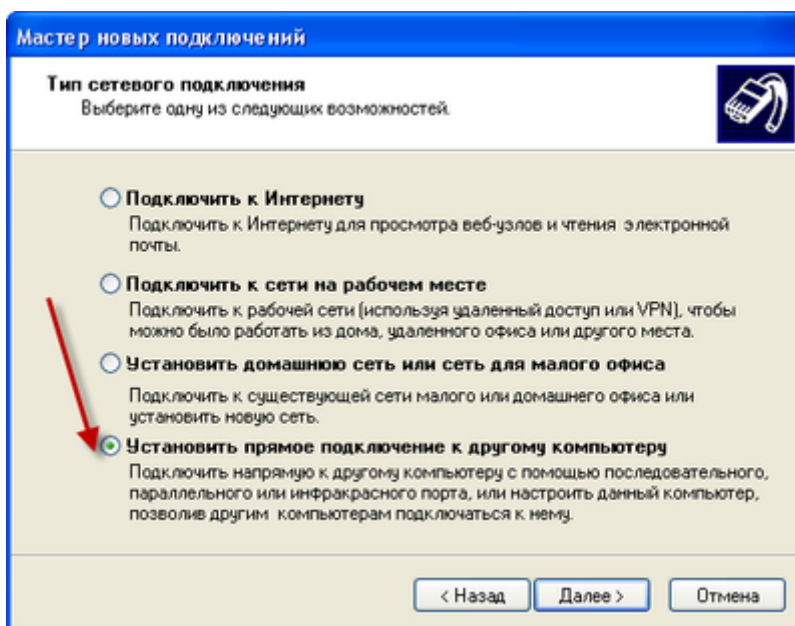 Мастер новых подключений
Тип сетевого подключения
Выберите одну из следующих возможностей.
Подключить к Интернету
Подключить к Интернету для просмотра веб-узлов и чтения электронной
почты.
Подключить к сети на рабочем месте
Подключить к рабочей сети (используя удаленный доступ или VPN), чтобы
можно было работать из дома, удаленного офиса или другого места.
Установить домашнюю сеть или сеть для малого офиса
Подключить к существующей сети малого или домашнего офиса или
установить новую сеть.
Установить прямое подключение к другому компьютеру
Подключить напрямую к другому компьютеру с помощью последовательного,
параллельного или инфракрасного порта, или настроить данный компьютер,
позволив другим компьютерам подключаться к нему.
< Назад Далее > Отмена